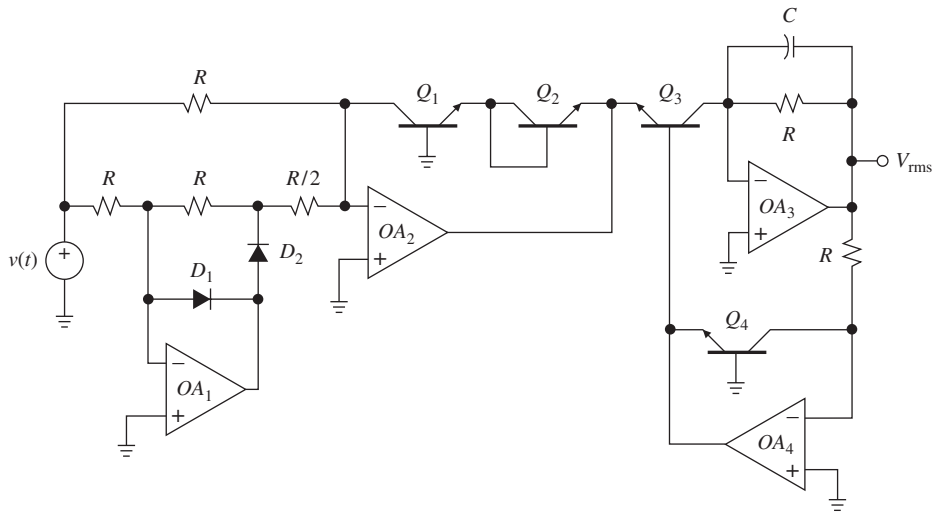 C
R
Q1
Q2
Q3
R
Vrms
R
R
R/2
−
OA3
+
−
OA2
+
R
v(t)
+
D2
D1
Q4
−
OA1
+
−
OA4
+